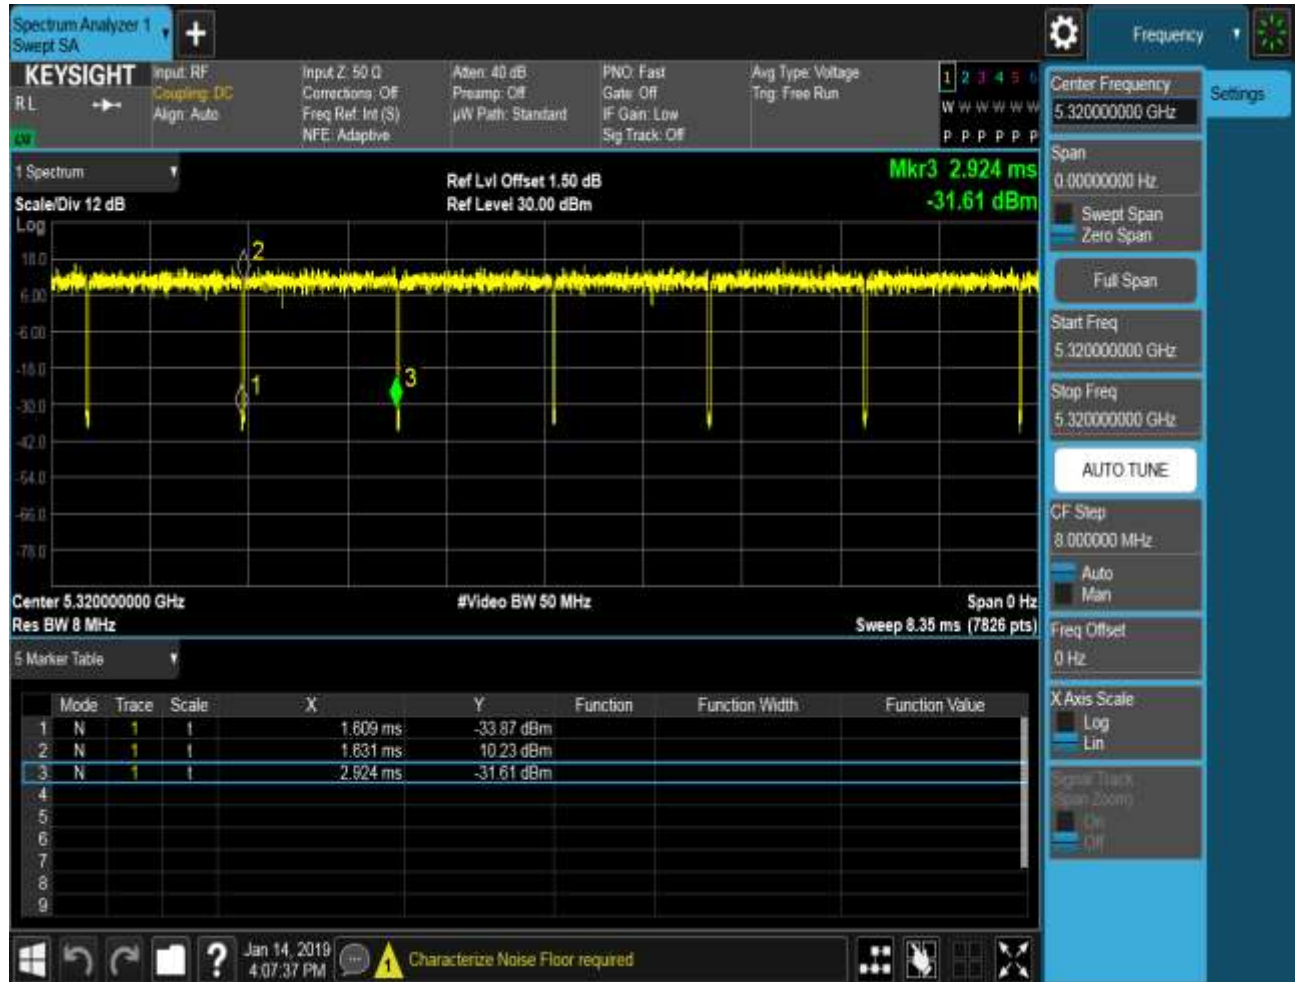 Spectrum Analyzer 1
Swept SA
Frequency
KEYSIGHT
RL
Input: RF
Coupling: DC
Align: Auto
Input Z: 50 Ω
Corrections: Off
Freq Ref: Int (S)
NFE: Adaptive
Atten: 40 dB
Preamp: Off
µW Path: Standard
PNO: Fast
Gate: Off
IF Gain: Low
Sig Track: Off
Avg Type: Voltage
Trig: Free Run
1 2 3 4 5 6
W W W W W W
P P P P P P
Center Frequency
5.320000000 GHz
Settings
Span
0.00000000 Hz
Swept Span
Zero Span
Full Span
Start Freq
5.320000000 GHz
Stop Freq
5.320000000 GHz
AUTO TUNE
CF Step
8.000000 MHz
Auto
Man
Freq Offset
0 Hz
X Axis Scale
Log
Lin
Signal Track
(Span Zoom)
On
Off
1 Spectrum
Scale/Div 12 dB
Ref Lvl Offset 1.50 dB
Ref Level 30.00 dBm
Mkr3 2.924 ms
-31.61 dBm
Log
18.0
6.00
-6.00
-18.0
-30.0
-42.0
-54.0
-66.0
-78.0
2
1
3
Center 5.320000000 GHz
#Video BW 50 MHz
Span 0 Hz
Res BW 8 MHz
Sweep 8.35 ms (7826 pts)
5 Marker Table
Mode Trace Scale X Y Function Function Width Function Value
1 N 1 t 1.609 ms -33.87 dBm
2 N 1 t 1.631 ms 10.23 dBm
3 N 1 t 2.924 ms -31.61 dBm
4
5
6
7
8
9
?
Jan 14, 2019
4:07:37 PM
1
Characterize Noise Floor required